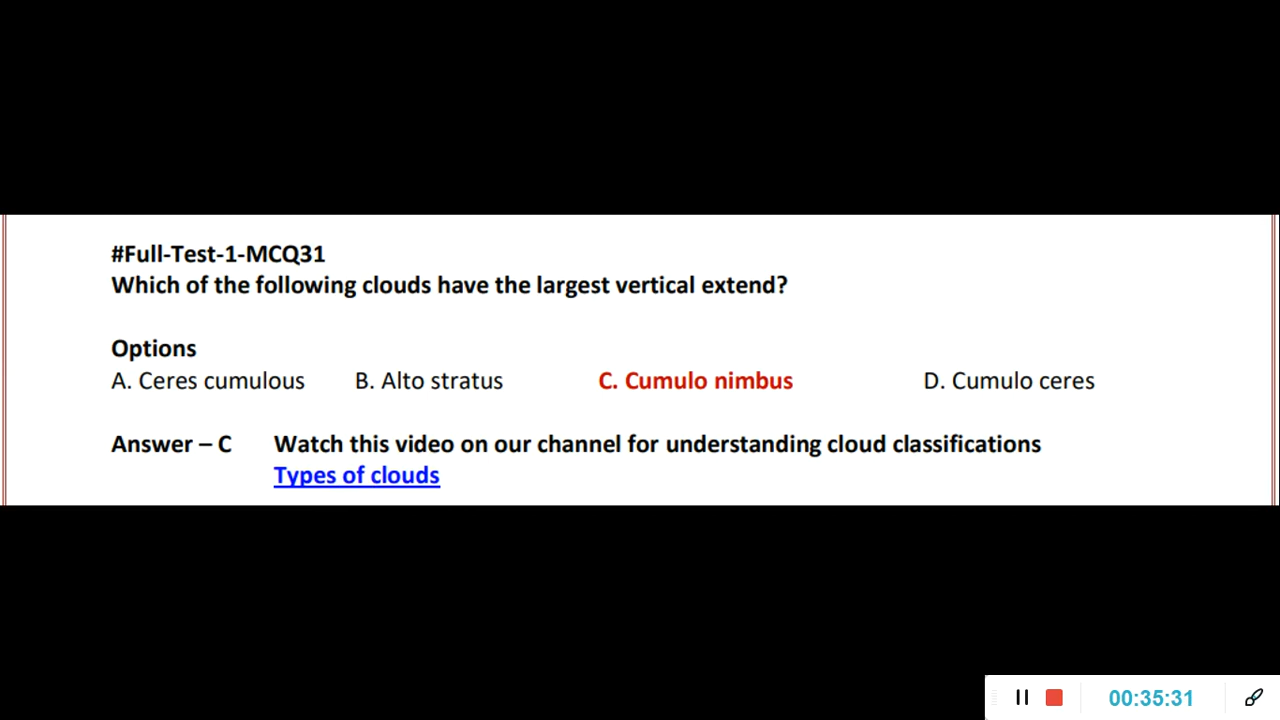 #Full-Test-1-MCQ31
Which of the following clouds have the largest vertical extend?
Options
A. Ceres cumulous B. Alto stratus C. Cumulo nimbus D. Cumulo ceres
Answer – C Watch this video on our channel for understanding cloud classifications
Types of clouds
00:35:31